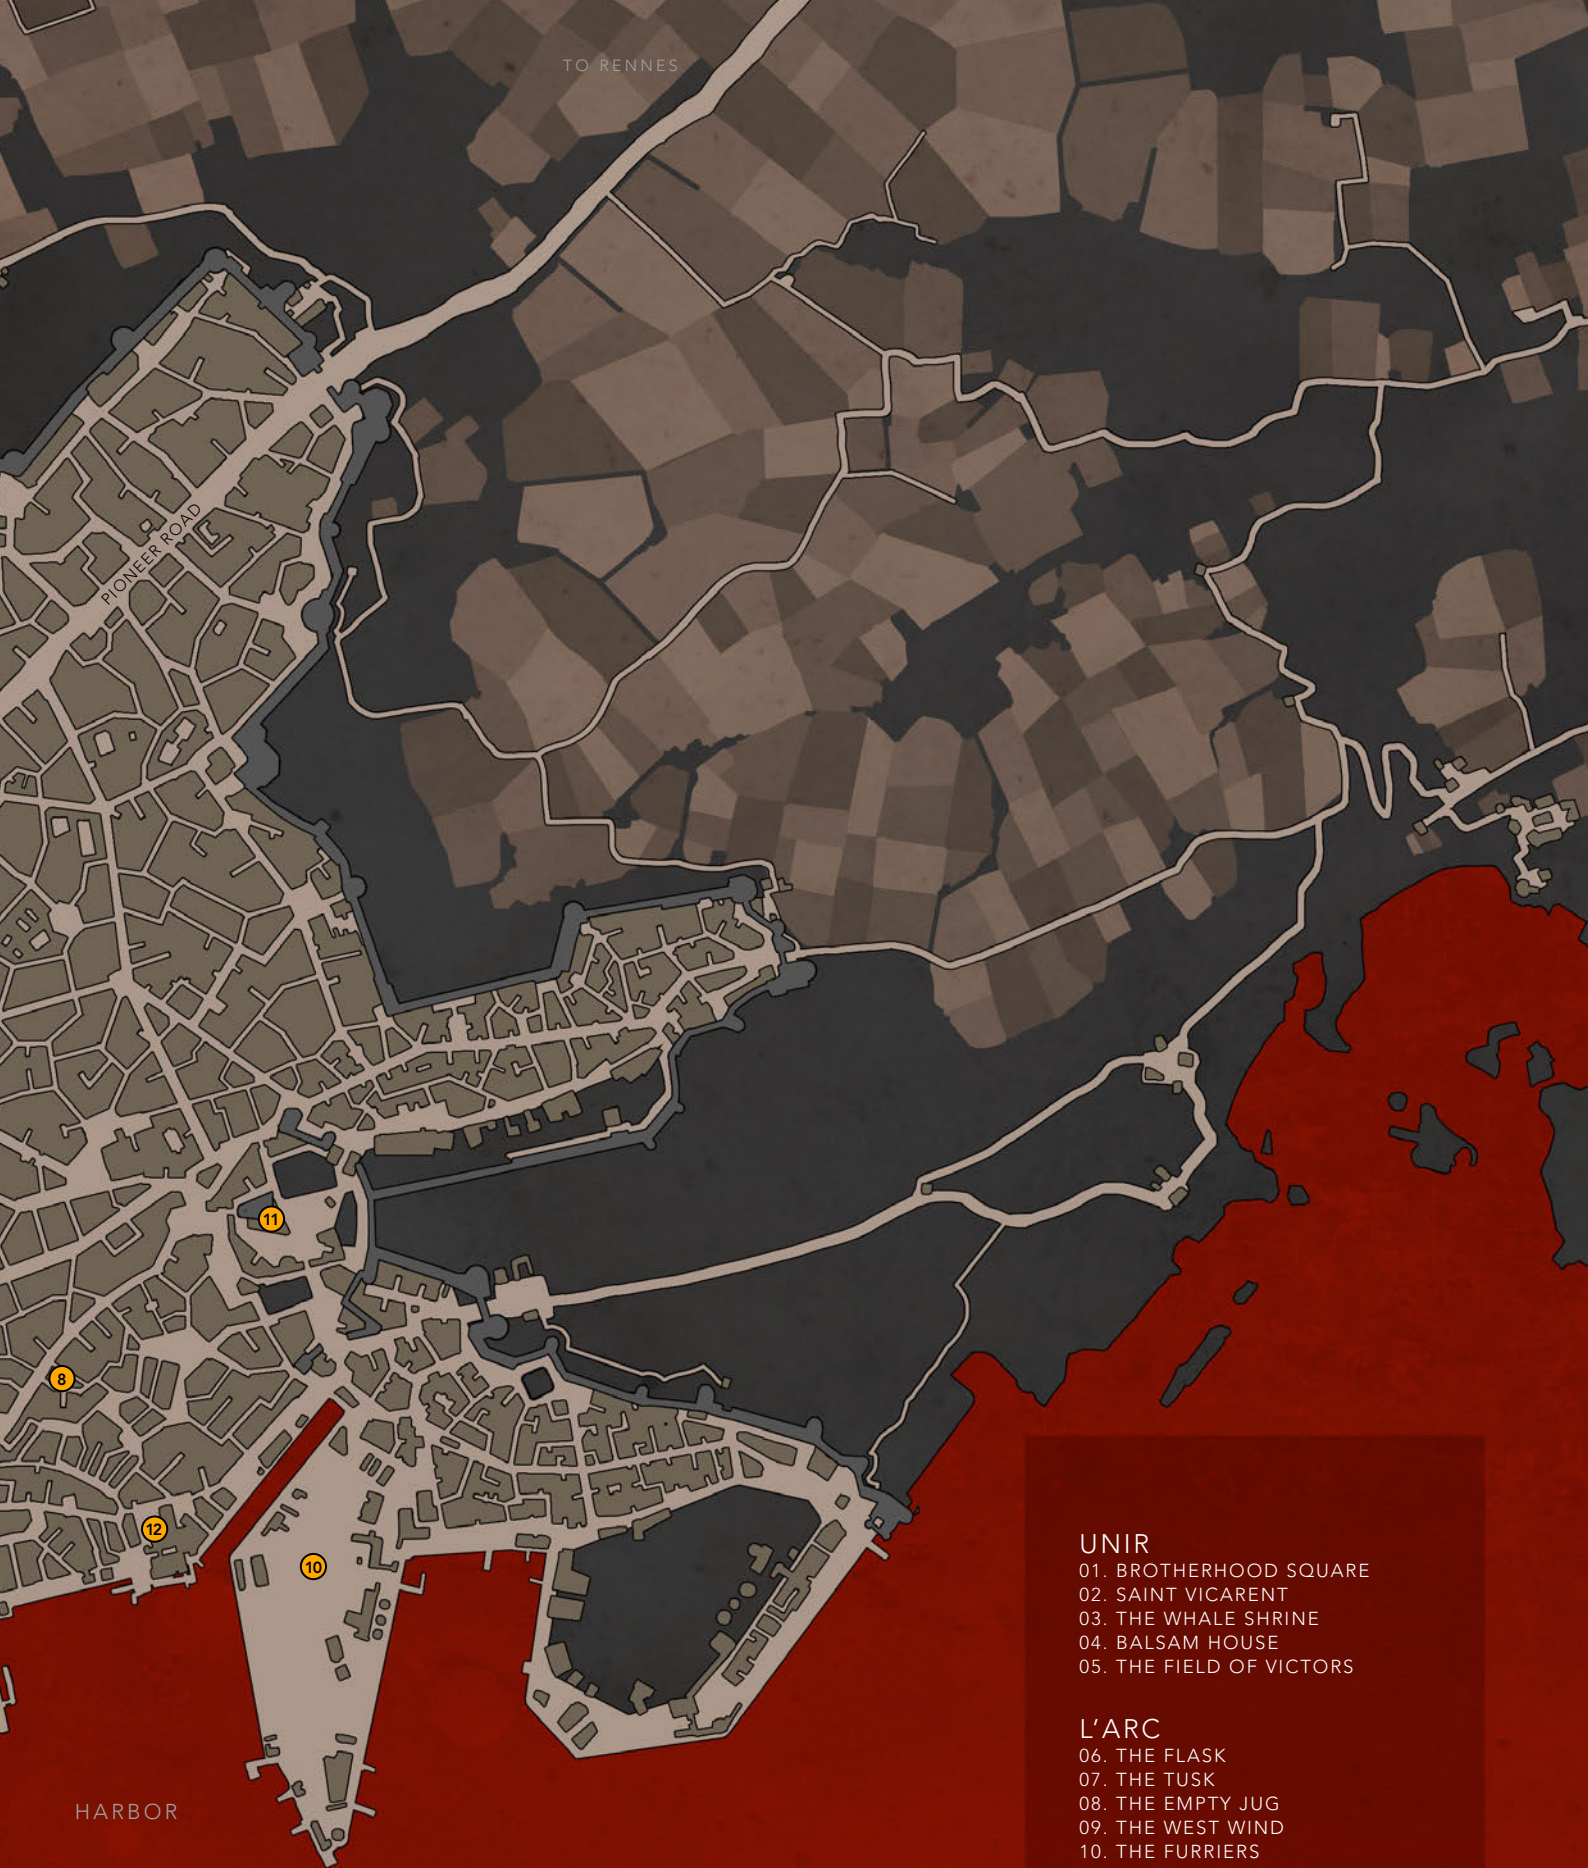 TO RENNES
PIONEER ROAD
11
8
12
10
HARBOR
UNIR
01. BROTHERHOOD SQUARE
02. SAINT VICARENT
03. THE WHALE SHRINE
04. BALSAM HOUSE
05. THE FIELD OF VICTORS
L'ARC
06. THE FLASK
07. THE TUSK
08. THE EMPTY JUG
09. THE WEST WIND
10. THE FURRIERS